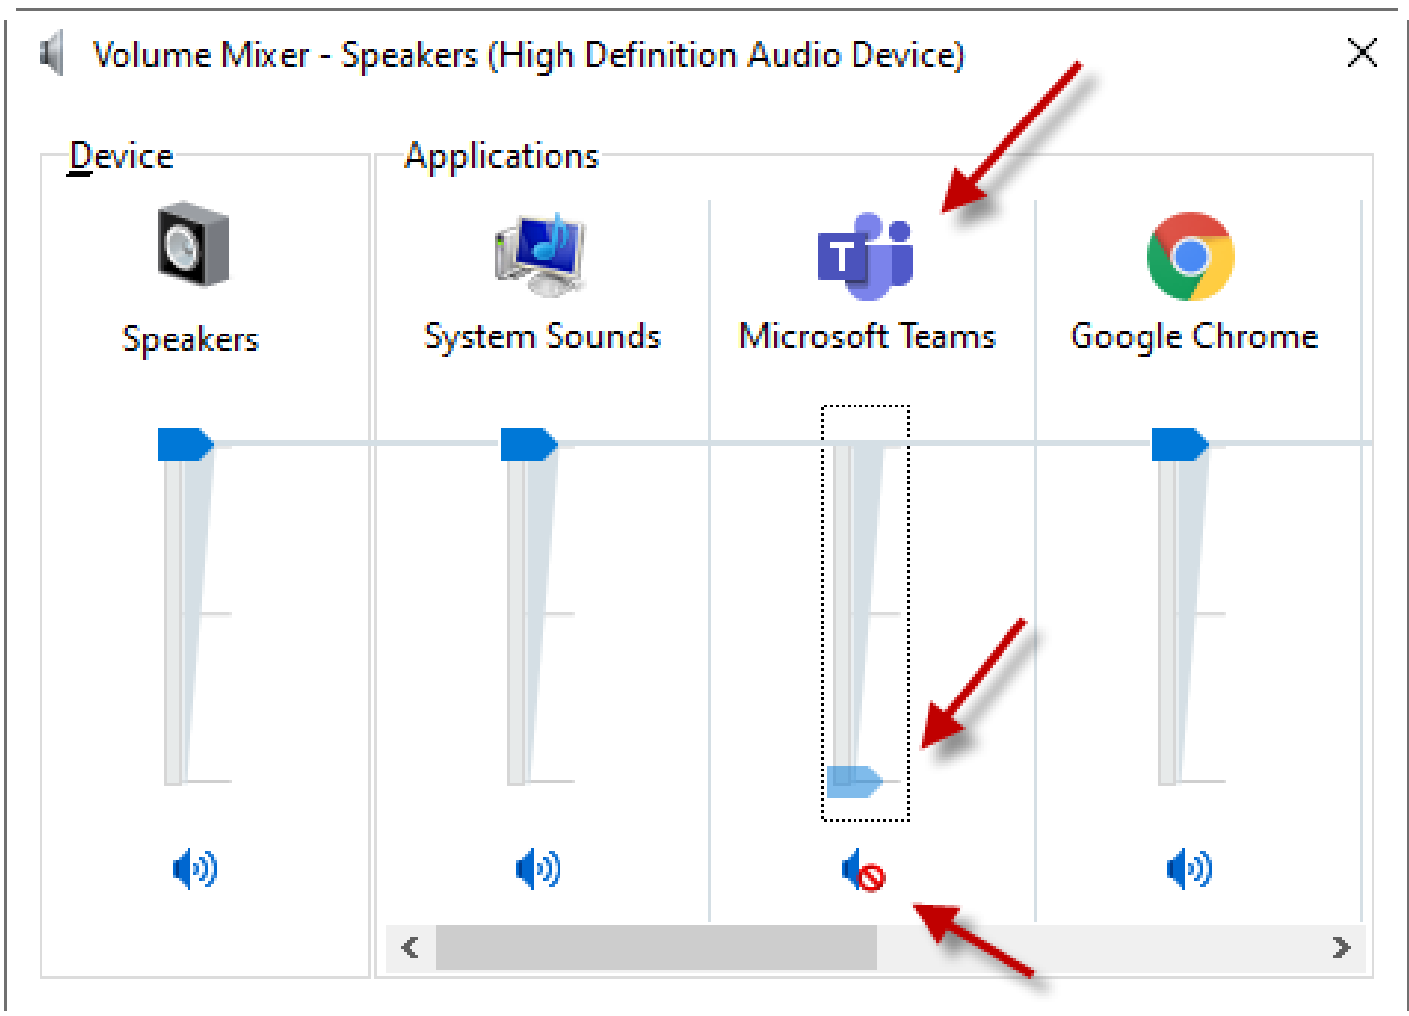 Volume Mixer - Speakers (High Definition Audio Device)
Device
Applications
Speakers
System Sounds
T
Microsoft Teams
Google Chrome